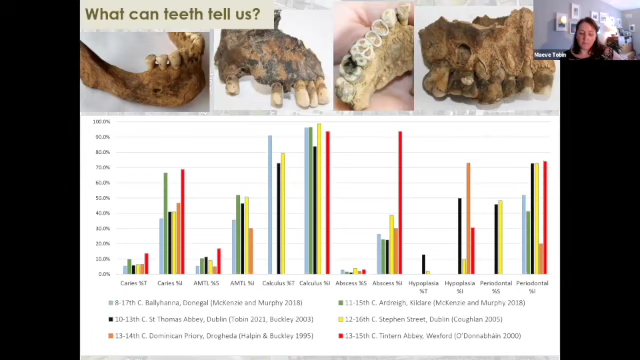 What can teeth tell us?
Maeve Tobin
100.0%
90.0%
80.0%
70.0%
60.0%
50.0%
40.0%
30.0%
20.0%
10.0%
0.0%
Caries %T Caries %I AMTL %S AMTL %I Calculus %T Calculus %I Abscess %S Abscess %I Hypoplasia %T Hypoplasia %I Periodontal %S Periodontal %I
8-17th C. Ballyhanna, Donegal (McKenzie and Murphy 2018) 11-15th C. Ardreigh, Kildare (McKenzie and Murphy 2018)
10-13th C. St Thomas Abbey, Dublin (Tobin 2021, Buckley 2003) 12-16th C. Stephen Street, Dublin (Coughlan 2005)
13-14th C. Dominican Priory, Drogheda (Halpin & Buckley 1995) 13-15th C. Tintern Abbey, Wexford (O'Donnabháin 2000)